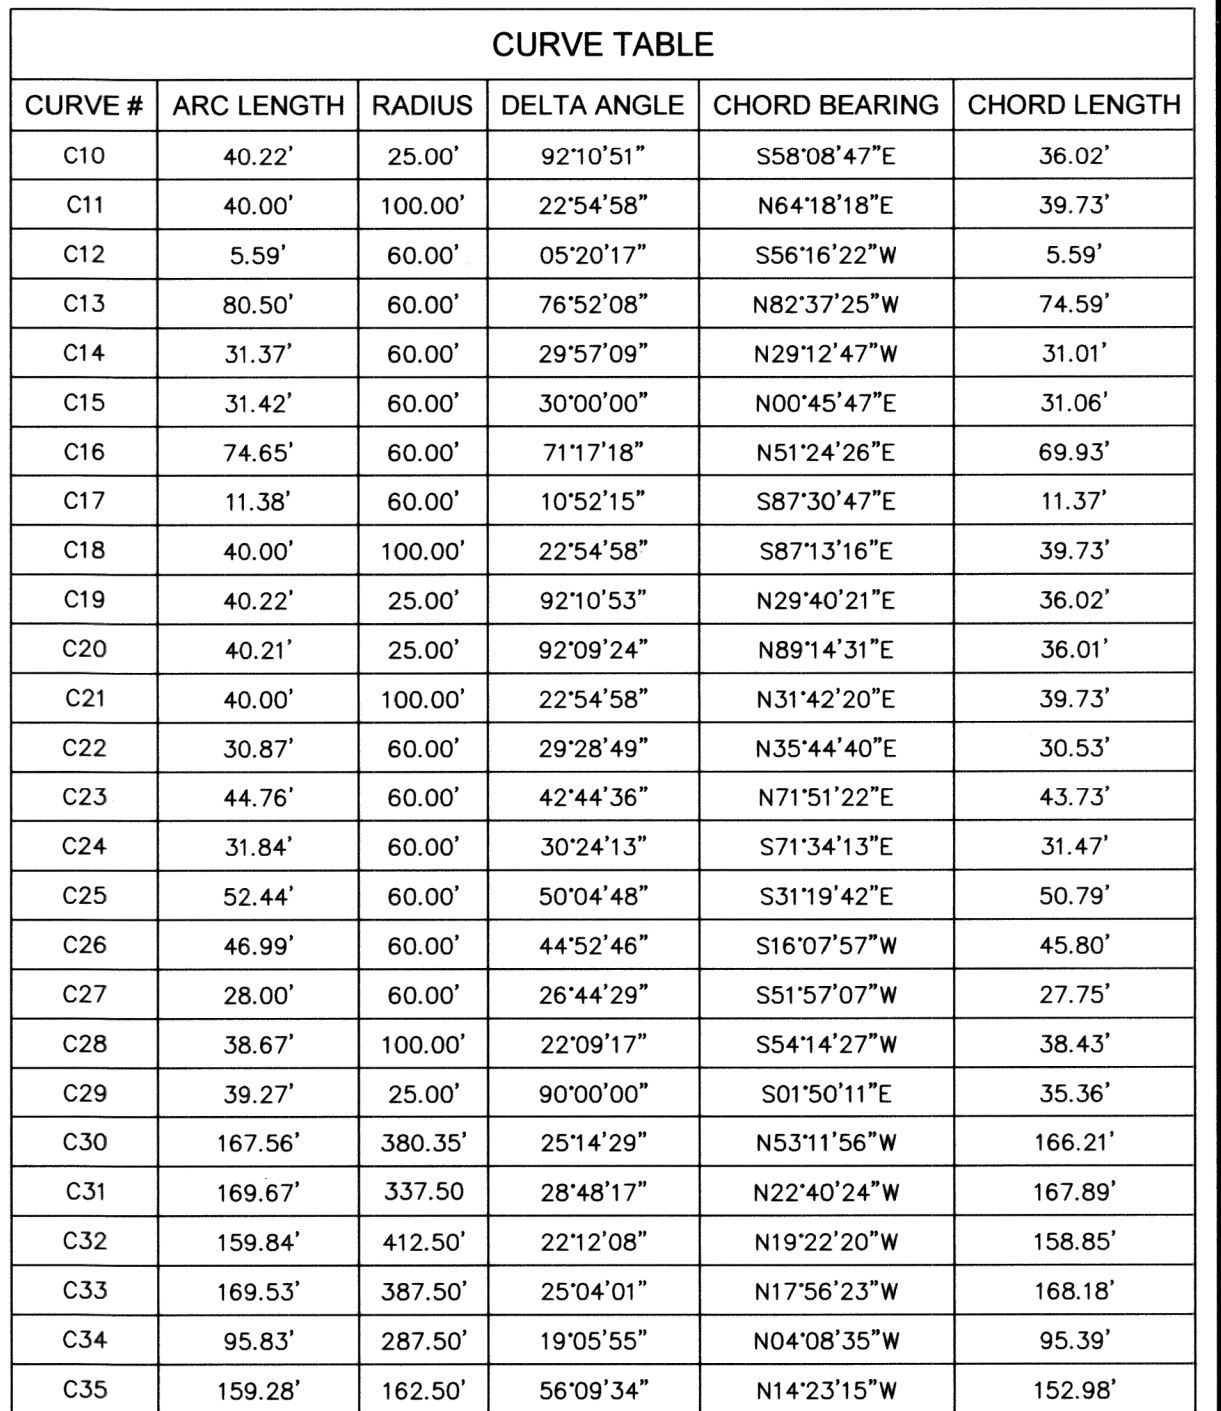 CURVE TABLE
CURVE # ARC LENGTH RADIUS DELTA ANGLE CHORD BEARING CHORD LENGTH
C10 40.22' 25.00' 92°10'51" S58°08'47"E 36.02'
C11 40.00' 100.00' 22°54'58" N64°18'18"E 39.73'
C12 5.59' 60.00' 05°20'17" S56°16'22"W 5.59'
C13 80.50' 60.00' 76°52'08" N82°37'25"W 74.59'
C14 31.37' 60.00' 29°57'09" N29°12'47"W 31.01'
C15 31.42' 60.00' 30°00'00" N00°45'47"E 31.06'
C16 74.65' 60.00' 71°17'18" N51°24'26"E 69.93'
C17 11.38' 60.00' 10°52'15" S87°30'47"E 11.37'
C18 40.00' 100.00' 22°54'58" S87°13'16"E 39.73'
C19 40.22' 25.00' 92°10'53" N29°40'21"E 36.02'
C20 40.21' 25.00' 92°09'24" N89°14'31"E 36.01'
C21 40.00' 100.00' 22°54'58" N31°42'20"E 39.73'
C22 30.87' 60.00' 29°28'49" N35°44'40"E 30.53'
C23 44.76' 60.00' 42°44'36" N71°51'22"E 43.73'
C24 31.84' 60.00' 30°24'13" S71°34'13"E 31.47'
C25 52.44' 60.00' 50°04'48" S31°19'42"E 50.79'
C26 46.99' 60.00' 44°52'46" S16°07'57"W 45.80'
C27 28.00' 60.00' 26°44'29" S51°57'07"W 27.75'
C28 38.67' 100.00' 22°09'17" S54°14'27"W 38.43'
C29 39.27' 25.00' 90°00'00" S01°50'11"E 35.36'
C30 167.56' 380.35' 25°14'29" N53°11'56"W 166.21'
C31 169.67' 337.50 28°48'17" N22°40'24"W 167.89'
C32 159.84' 412.50' 22°12'08" N19°22'20"W 158.85'
C33 169.53' 387.50' 25°04'01" N17°56'23"W 168.18'
C34 95.83' 287.50' 19°05'55" N04°08'35"W 95.39'
C35 159.28' 162.50' 56°09'34" N14°23'15"W 152.98'